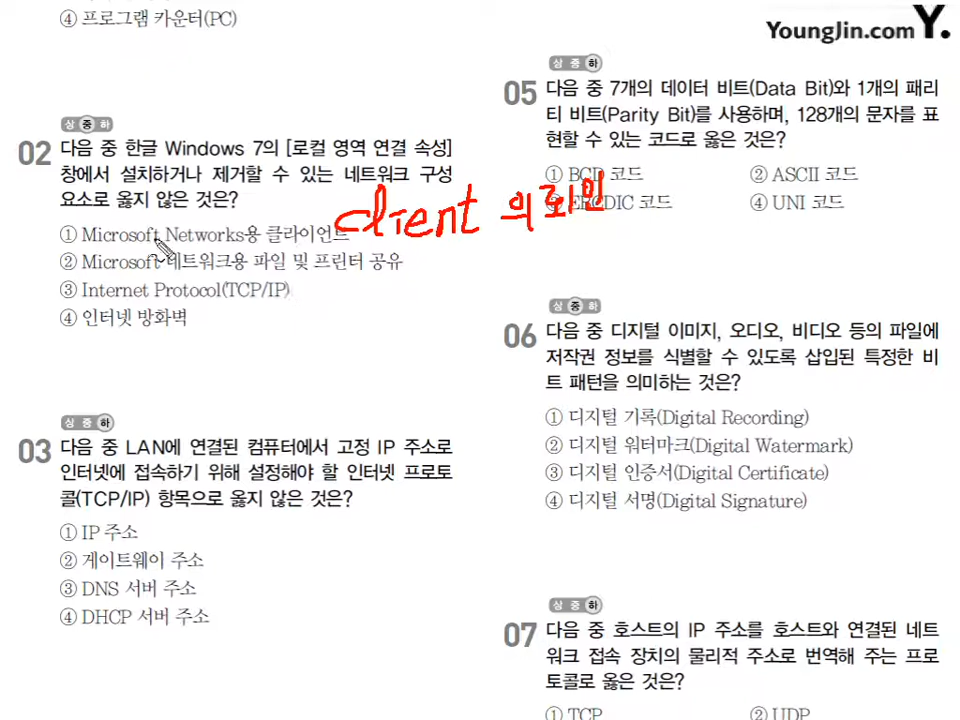 ④ 프로그램 카운터(PC)
YoungJin.com Y.
상 중 하
02 다음 중 한글 Windows 7의 [로컬 영역 연결 속성]
창에서 설치하거나 제거할 수 있는 네트워크 구성
요소로 옳지 않은 것은?
① Microsoft Networks용 클라이언트
② Microsoft 네트워크용 파일 및 프린터 공유
③ Internet Protocol(TCP/IP)
④ 인터넷 방화벽
client 의뢰인
상 중 하
03 다음 중 LAN에 연결된 컴퓨터에서 고정 IP 주소로
인터넷에 접속하기 위해 설정해야 할 인터넷 프로토
콜(TCP/IP) 항목으로 옳지 않은 것은?
① IP 주소
② 게이트웨이 주소
③ DNS 서버 주소
④ DHCP 서버 주소
상 중 하
05 다음 중 7개의 데이터 비트(Data Bit)와 1개의 패리
티 비트(Parity Bit)를 사용하며, 128개의 문자를 표
현할 수 있는 코드로 옳은 것은?
① BCD 코드
② ASCII 코드
③ EBCDIC 코드
④ UNI 코드
상 중 하
06 다음 중 디지털 이미지, 오디오, 비디오 등의 파일에
저작권 정보를 식별할 수 있도록 삽입된 특정한 비
트 패턴을 의미하는 것은?
① 디지털 기록(Digital Recording)
② 디지털 워터마크(Digital Watermark)
③ 디지털 인증서(Digital Certificate)
④ 디지털 서명(Digital Signature)
상 중 하
07 다음 중 호스트의 IP 주소를 호스트와 연결된 네트
워크 접속 장치의 물리적 주소로 번역해 주는 프로
토콜로 옳은 것은?
① TCP
② UDP